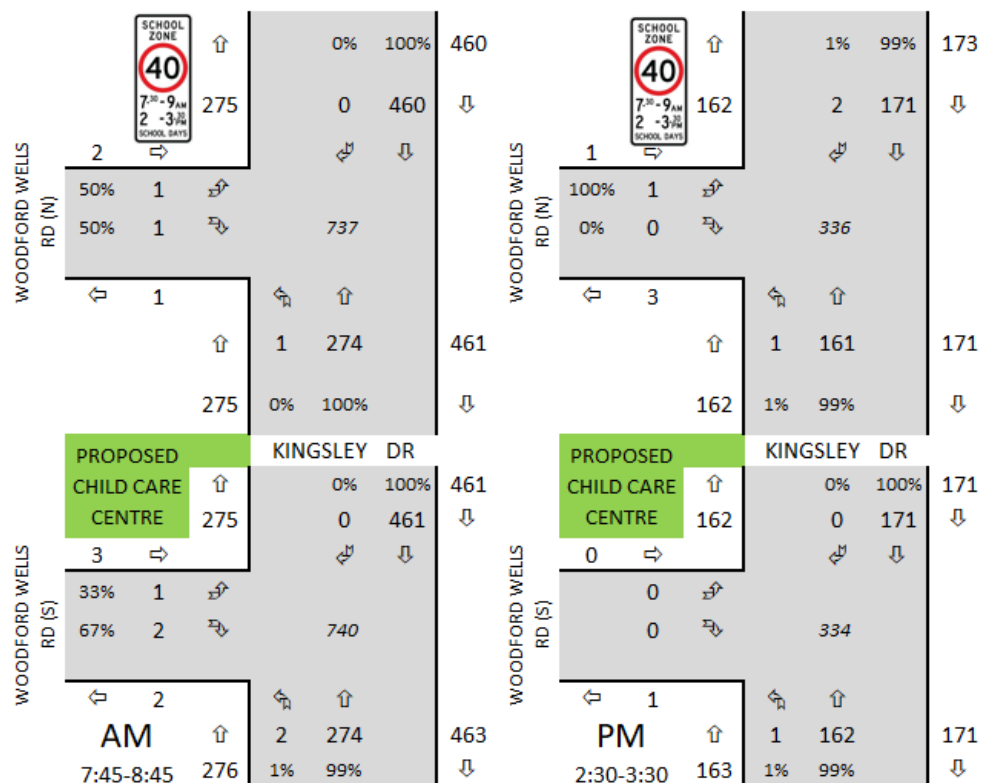 SCHOOL
ZONE
40
7:30 - 9AM
2 - 3:30PM
SCHOOL DAYS
0% 100% 460
275 0 460
2
WOODFORD WELLS
RD (N)
50% 1
50% 1 737
1
1 274 461
275 0% 100%
KINGSLEY DR
PROPOSED
CHILD CARE
CENTRE
0% 100% 461
275 0 461
3
WOODFORD WELLS
RD (S)
33% 1
67% 2 740
2
AM
7:45-8:45
2 274 463
276 1% 99%
SCHOOL
ZONE
40
7:30 - 9AM
2 - 3:30PM
SCHOOL DAYS
1% 99% 173
162 2 171
1
WOODFORD WELLS
RD (N)
100% 1
0% 0 336
3
1 161 171
162 1% 99%
KINGSLEY DR
PROPOSED
CHILD CARE
CENTRE
0% 100% 171
162 0 171
0
WOODFORD WELLS
RD (S)
0
0 334
1
PM
2:30-3:30
1 162 171
163 1% 99%